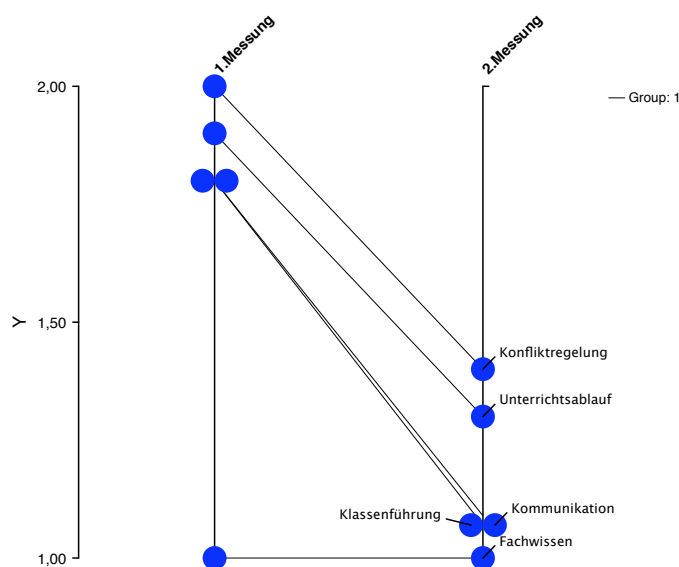 1.Messung
2.Messung
2,00
Group: 1
1,50
Y
Konfliktregelung
Unterrichtsablauf
Klassenführung
Kommunikation
Fachwissen
1,00